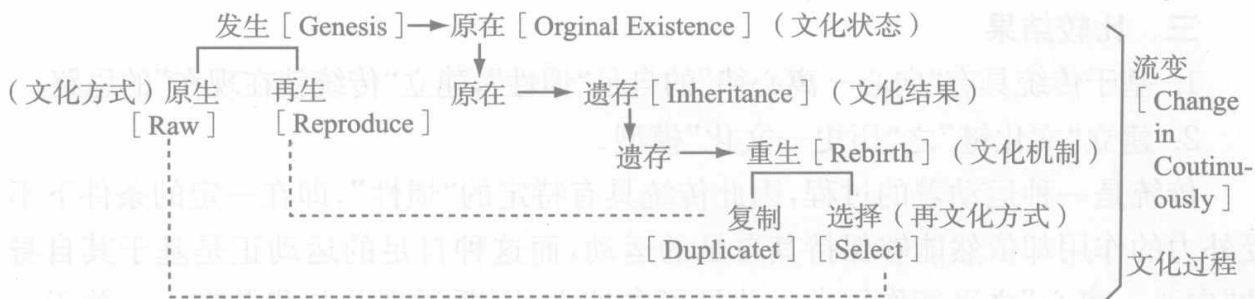 发生［Genesis］→原在［Orginal Existence］（文化状态）
（文化方式）原生 再生 原在→遗存［Inheritance］（文化结果）
［Raw］ ［Reproduce］
遗存→重生［Rebirth］（文化机制）
复制 选择（再文化方式）
［Duplicatet］［Select］
流变
［Change
in
Coutinu-
ously］
文化过程